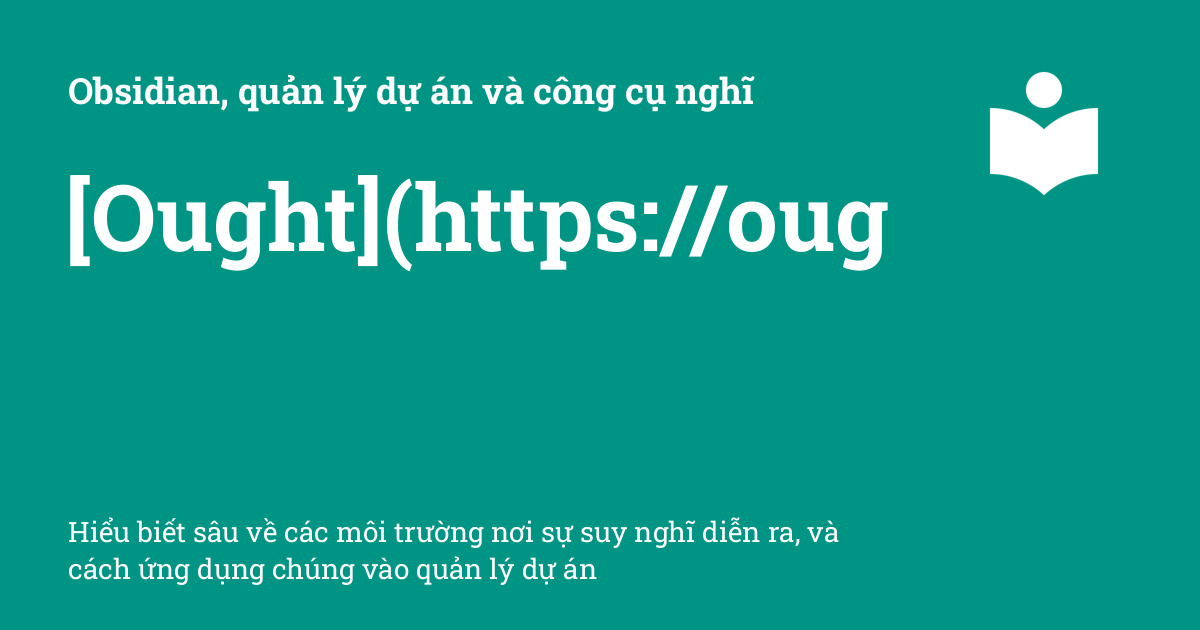 Obsidian, quản lý dự án và công cụ nghĩ
[Ought](https://oug
Hiểu biết sâu về các môi trường nơi sự suy nghĩ diễn ra, và
cách ứng dụng chúng vào quản lý dự án